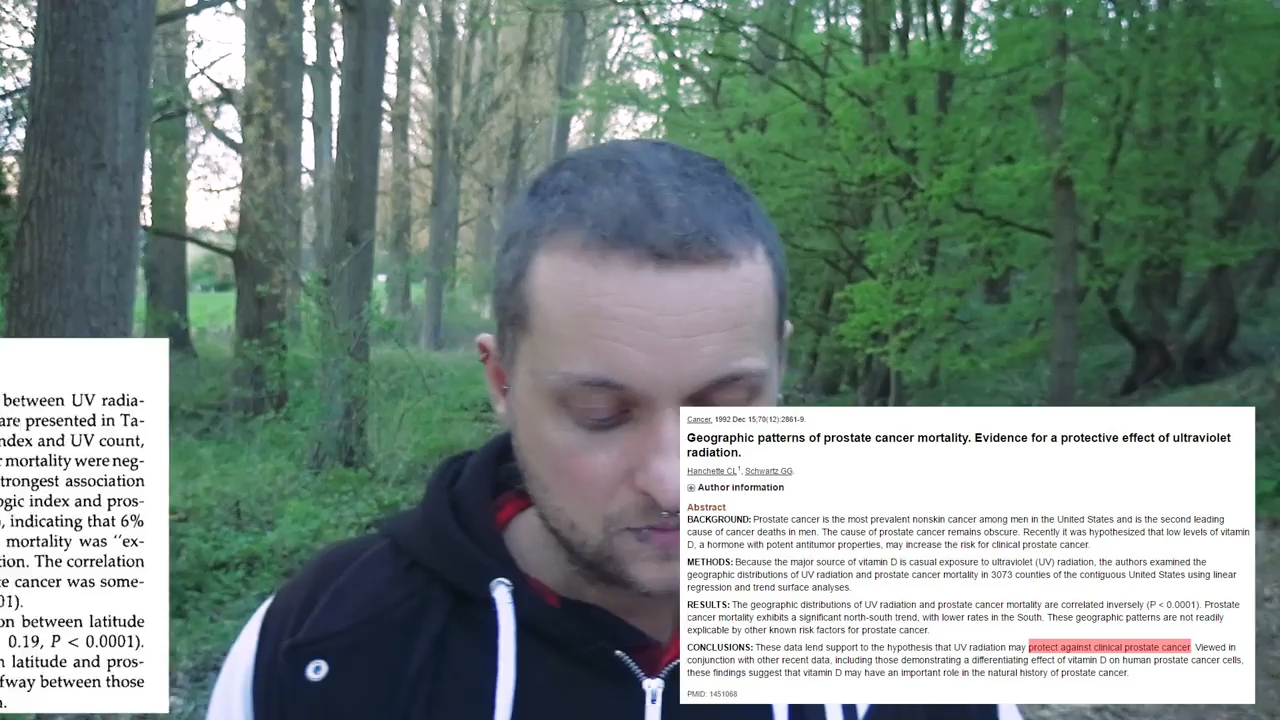 between UV radia-
are presented in Ta-
ndex and UV count,
mortality were neg-
trongest association
ogic index and pros-
, indicating that 6%
mortality was “ex-
tion. The correlation
te cancer was some-
01).
on between latitude
0.19, P < 0.0001).
latitude and pros-
fway between those
Cancer. 1992 Dec 15;70(12):2861-9.
Geographic patterns of prostate cancer mortality. Evidence for a protective effect of ultraviolet
radiation.
Hanchette CL1, Schwartz GG.
Author information
Abstract
BACKGROUND: Prostate cancer is the most prevalent nonskin cancer among men in the United States and is the second leading
cause of cancer deaths in men. The cause of prostate cancer remains obscure. Recently it was hypothesized that low levels of vitamin
D, a hormone with potent antitumor properties, may increase the risk for clinical prostate cancer.
METHODS: Because the major source of vitamin D is casual exposure to ultraviolet (UV) radiation, the authors examined the
geographic distributions of UV radiation and prostate cancer mortality in 3073 counties of the contiguous United States using linear
regression and trend surface analyses.
RESULTS: The geographic distributions of UV radiation and prostate cancer mortality are correlated inversely (P < 0.0001). Prostate
cancer mortality exhibits a significant north-south trend, with lower rates in the South. These geographic patterns are not readily
explicable by other known risk factors for prostate cancer.
CONCLUSIONS: These data lend support to the hypothesis that UV radiation may protect against clinical prostate cancer. Viewed in
conjunction with other recent data, including those demonstrating a differentiating effect of vitamin D on human prostate cancer cells,
these findings suggest that vitamin D may have an important role in the natural history of prostate cancer.
PMID: 1451068